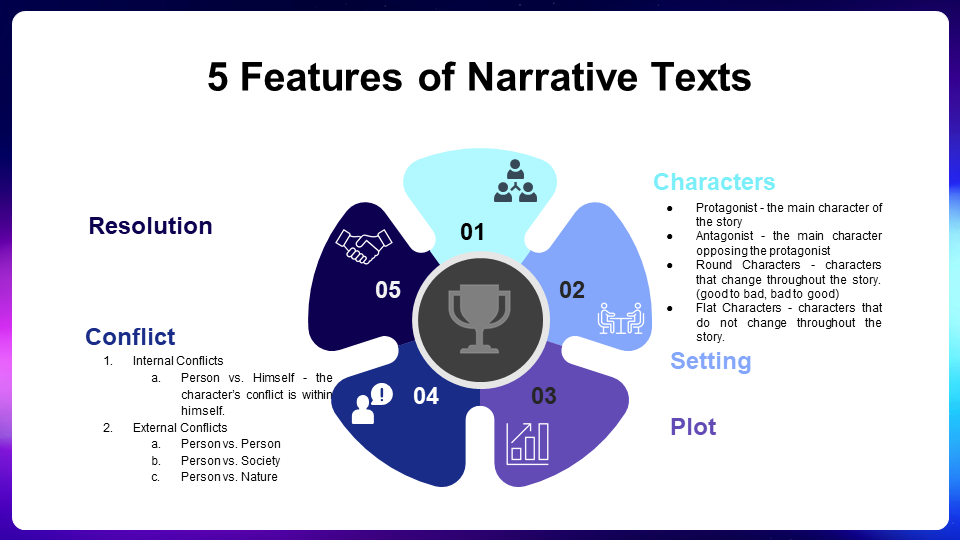 5 Features of Narrative Texts
01
02
03
04
05
Characters
● Protagonist - the main character of
the story
● Antagonist - the main character
opposing the protagonist
● Round Characters - characters
that change throughout the story.
(good to bad, bad to good)
● Flat Characters - characters that
do not change throughout the
story.
Setting
Plot
Conflict
1. Internal Conflicts
a. Person vs. Himself - the
character's conflict is within
himself.
2. External Conflicts
a. Person vs. Person
b. Person vs. Society
c. Person vs. Nature
Resolution